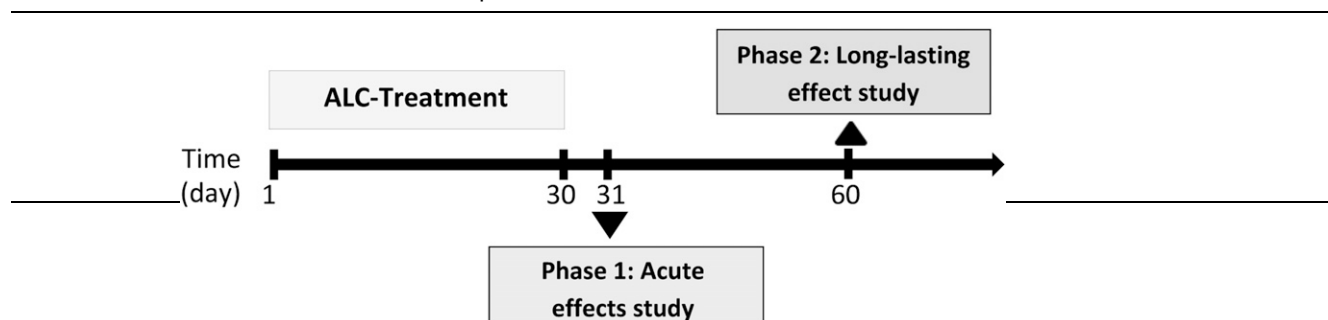 Phase 2: Long-lasting
effect study
ALC-Treatment
Time
(day)
1
30
31
60
Phase 1: Acute
effects study